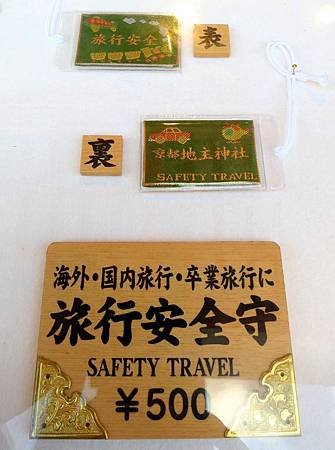 旅行安全
表
裏
京都地主神社
SAFETY TRAVEL
海外・国内旅行・卒業旅行に
旅行安全守
SAFETY TRAVEL
¥500